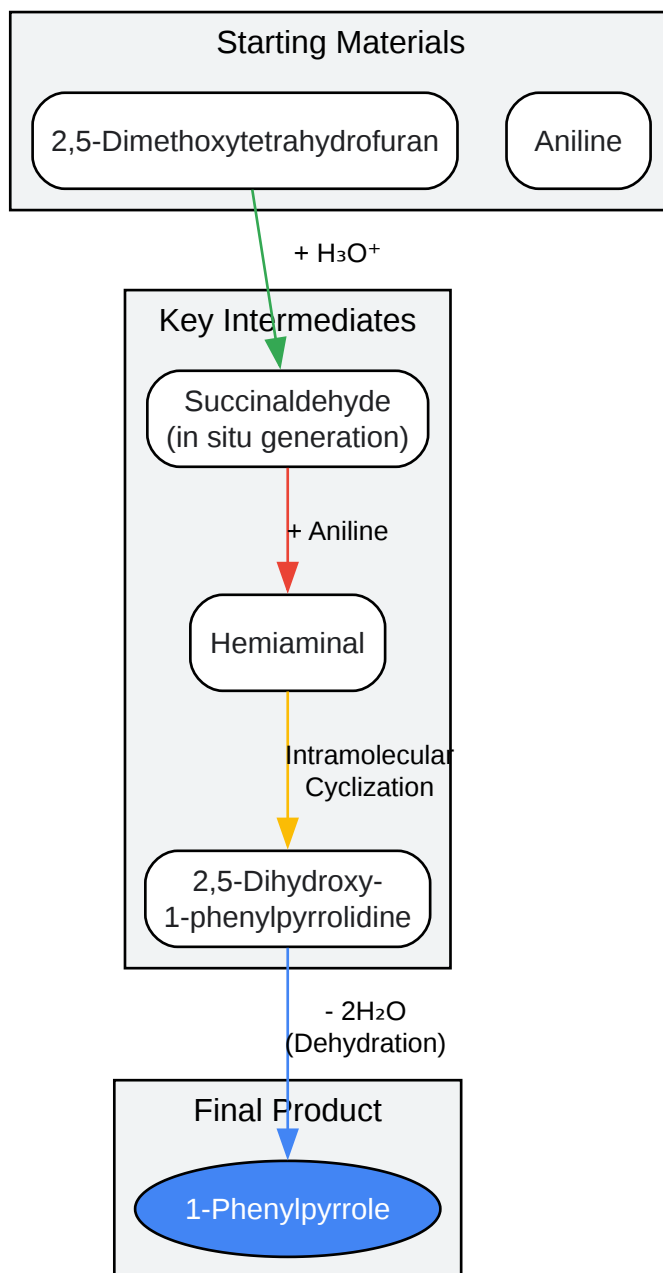 Starting Materials
2,5-Dimethoxytetrahydrofuran
Aniline
+ H₃O⁺
Key Intermediates
Succinaldehyde
(in situ generation)
+ Aniline
Hemiaminal
Intramolecular
Cyclization
2,5-Dihydroxy-
1-phenylpyrrolidine
- 2H₂O
(Dehydration)
Final Product
1-Phenylpyrrole